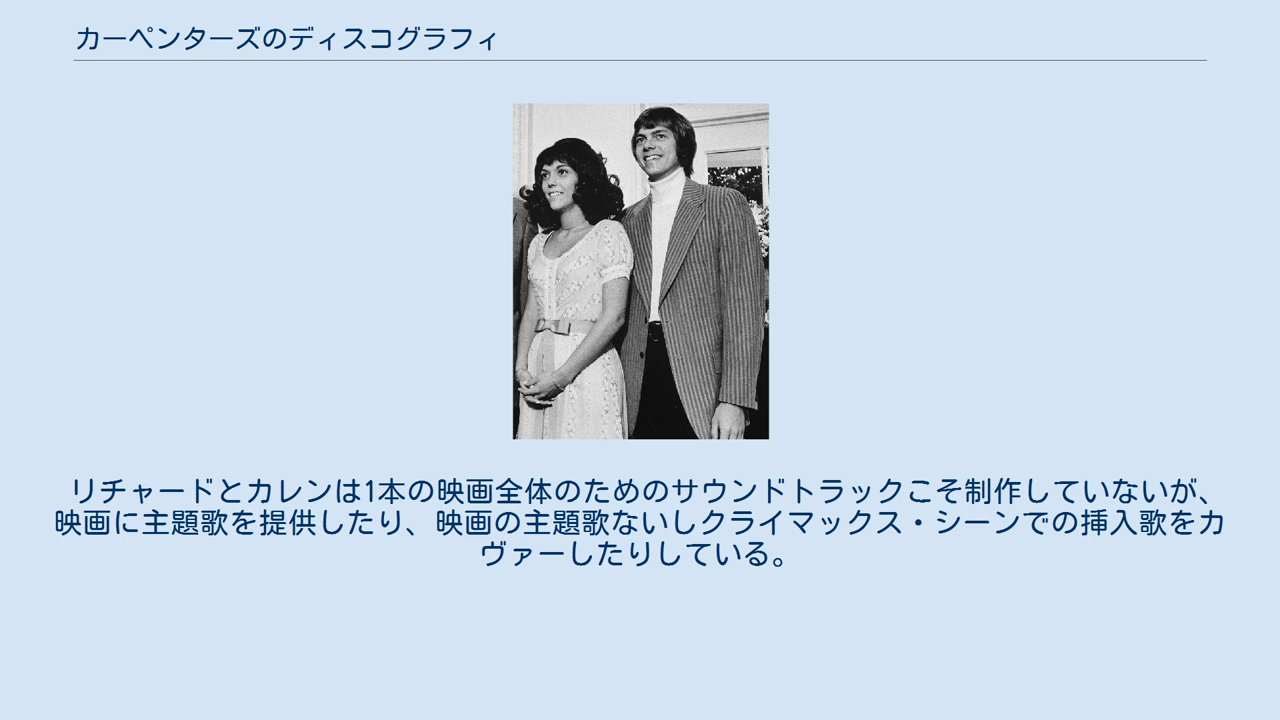 カーペンターズのディスコグラフィ
リチャードとカレンは1本の映画全体のためのサウンドトラックこそ制作していないが、
映画に主題歌を提供したり、映画の主題歌ないしクライマックス・シーンでの挿入歌をカ
ヴァーしたりしている。